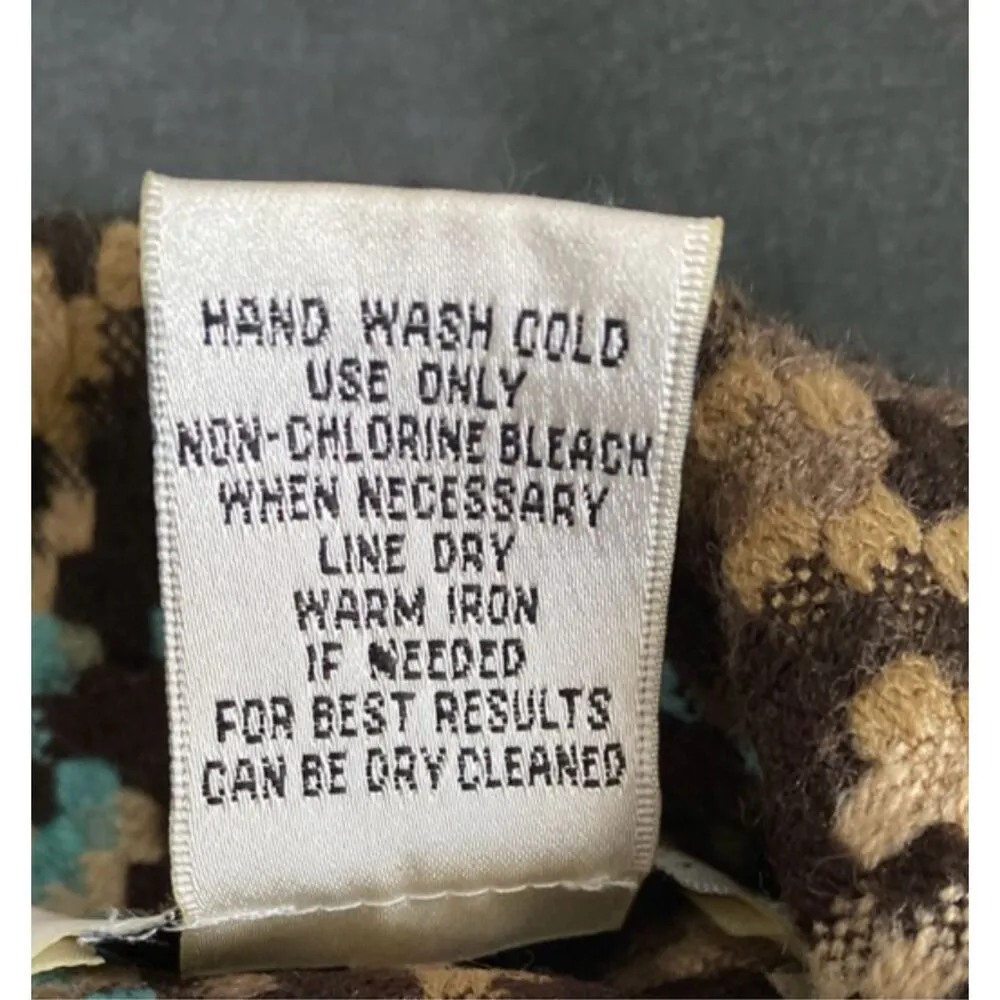 HAND WASH COLD
USE ONLY
NON-CHLORINE BLEACH
WHEN NECESSARY
LINE DRY
WARM IRON
IF NEEDED
FOR BEST RESULTS
CAN BE DRY CLEANED